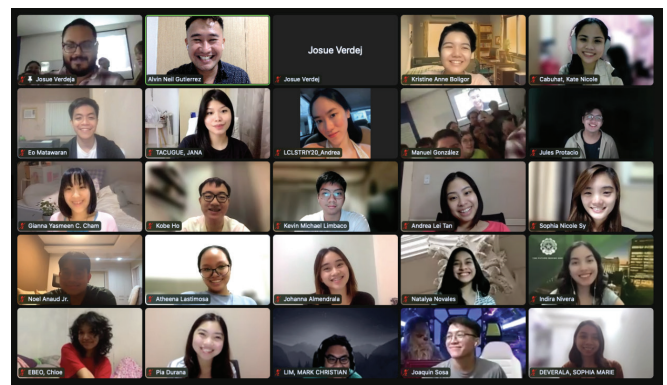 Josue Verdej
Josue Verdeja
Alvin Neil Gutierrez
Josue Verdej
Kristine Anne Boligor
Cabuhat, Kate Nicole
Eo Matawaran
TACUGUE, JANA
LCLSTRIY20_Andrea
Manuel González
Jules Protacio
Gianna Yasmeen C. Cham
Kobe Ho
Kevin Michael Limbaco
Andrea Lei Tan
Sophia Nicole Sy
Noel Anaud Jr.
Atheena Lastimosa
Johanna Almendrala
Natalya Novales
Indira Nivera
EBEO, Chloe
Pia Durana
LIM, MARK CHRISTIAN
Joaquin Sosa
DEVERALA, SOPHIA MARIE